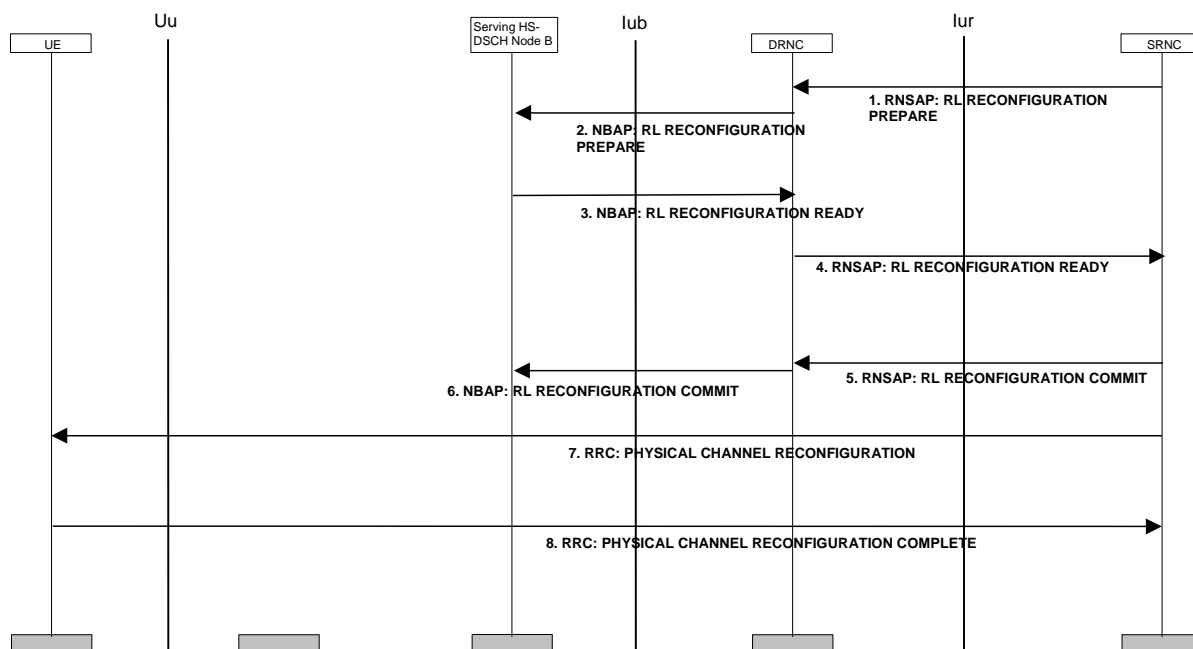 Uu
Iub
Iur
UE
Serving HS-
DSCH Node B
DRNC
SRNC
1. RNSAP: RL RECONFIGURATION
PREPARE
2. NBAP: RL RECONFIGURATION
PREPARE
3. NBAP: RL RECONFIGURATION READY
4. RNSAP: RL RECONFIGURATION READY
5. RNSAP: RL RECONFIGURATION COMMIT
6. NBAP: RL RECONFIGURATION COMMIT
7. RRC: PHYSICAL CHANNEL RECONFIGURATION
8. RRC: PHYSICAL CHANNEL RECONFIGURATION COMPLETE